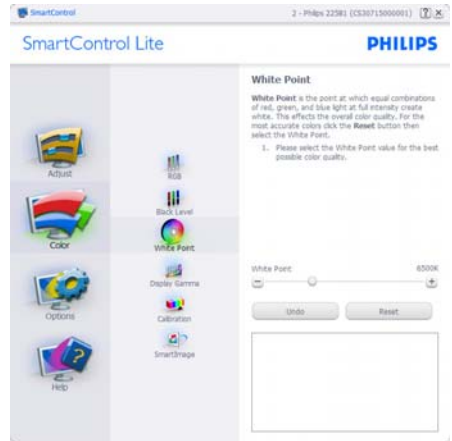 SmartControl
2 - Philips 225B1 (CS30715000001)
SmartControl Lite
PHILIPS
Adjust
Color
Options
Help
RGB
Black Level
White Point
Display Gamma
Calibration
SmartImage
White Point
White Point is the point at which equal combinations
of red, green, and blue light at full intensity create
white. This effects the overall color quality. For the
most accurate colors click the Reset button then
select the White Point.
1. Please select the White Point value for the best
possible color quality.
White Point 6500K
Undo Reset